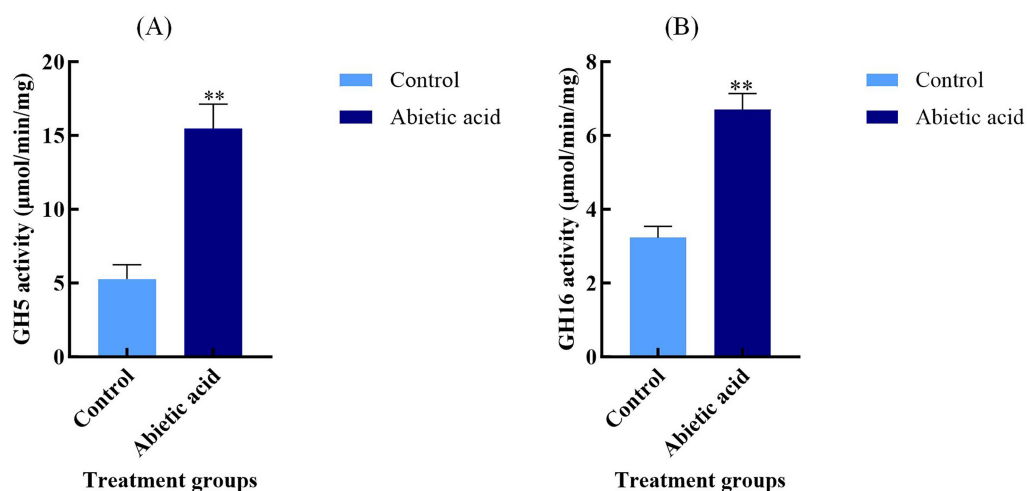 (A)
GH5 activity (μmol/min/mg)
20
15
10
5
0
**
Control
Abietic acid
Treatment groups
Control
Abietic acid
(B)
GH16 activity (μmol/min/mg)
8
6
4
2
0
**
Control
Abietic acid
Treatment groups
Control
Abietic acid